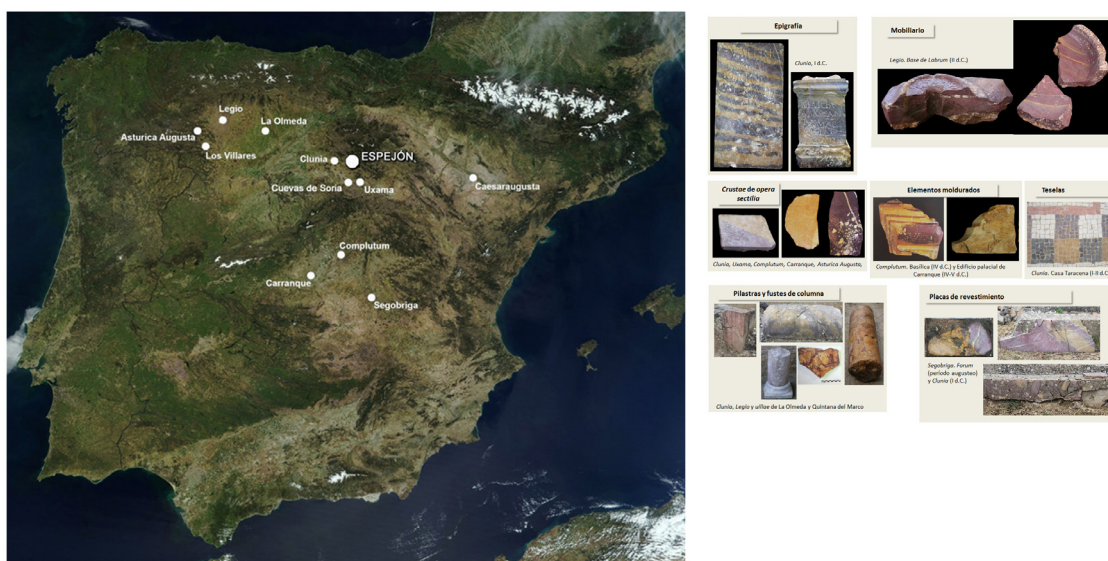 Legio
La Olmeda
Asturica Augusta
Los Villares
Clunia
ESPEJÓN
Cuevas de Soria
Uxama
Caesaraugusta
Complutum
Carranque
Segobriga
Epigrafía
Clunia, I d.C.
Mobiliario
Legio. Base de Labrum (II d.C.)
Crustae de opera
sectilia
Clunia, Uxama, Complutum, Carranque, Asturica Augusta,
Elementos moldurados
Complutum. Basílica (IV d.C.) y Edificio palacial de
Carranque (IV-V d.C.)
Teselas
Clunia. Casa Taracena (I-II d.C
Pilastras y fustes de columna
Clunia, Legio y uillae de La Olmeda y Quintana del Marco
Placas de revestimiento
Segobriga. Forum
(período augusteo)
y Clunia (I d.C.)